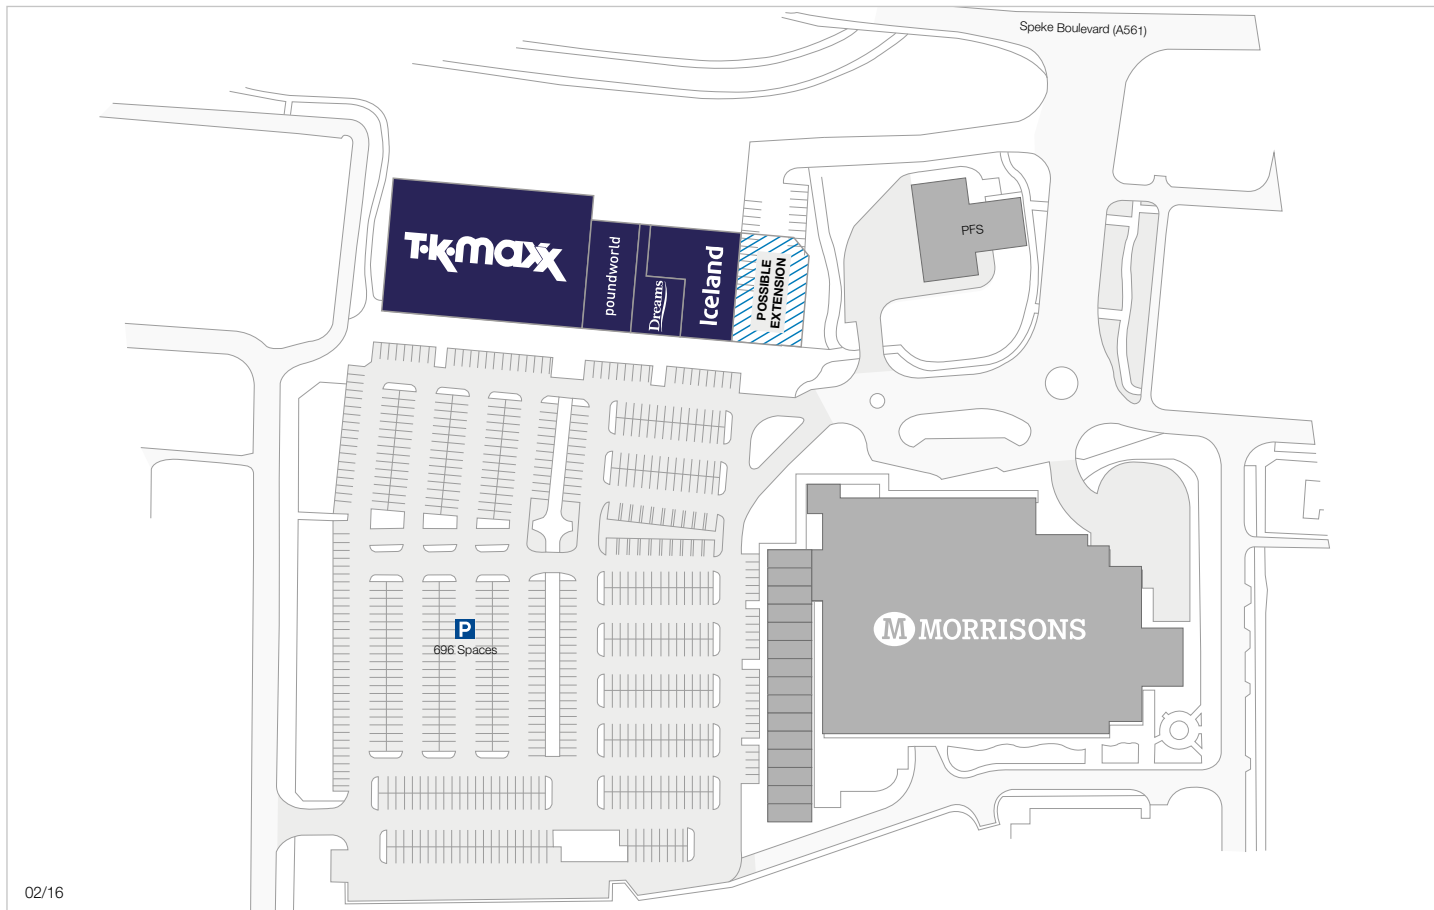 Speke Boulevard (A561)
PFS
T·K·maxx
poundworld
Dreams
Iceland
POSSIBLE
EXTENSION
P
696 Spaces
M MORRISONS
02/16